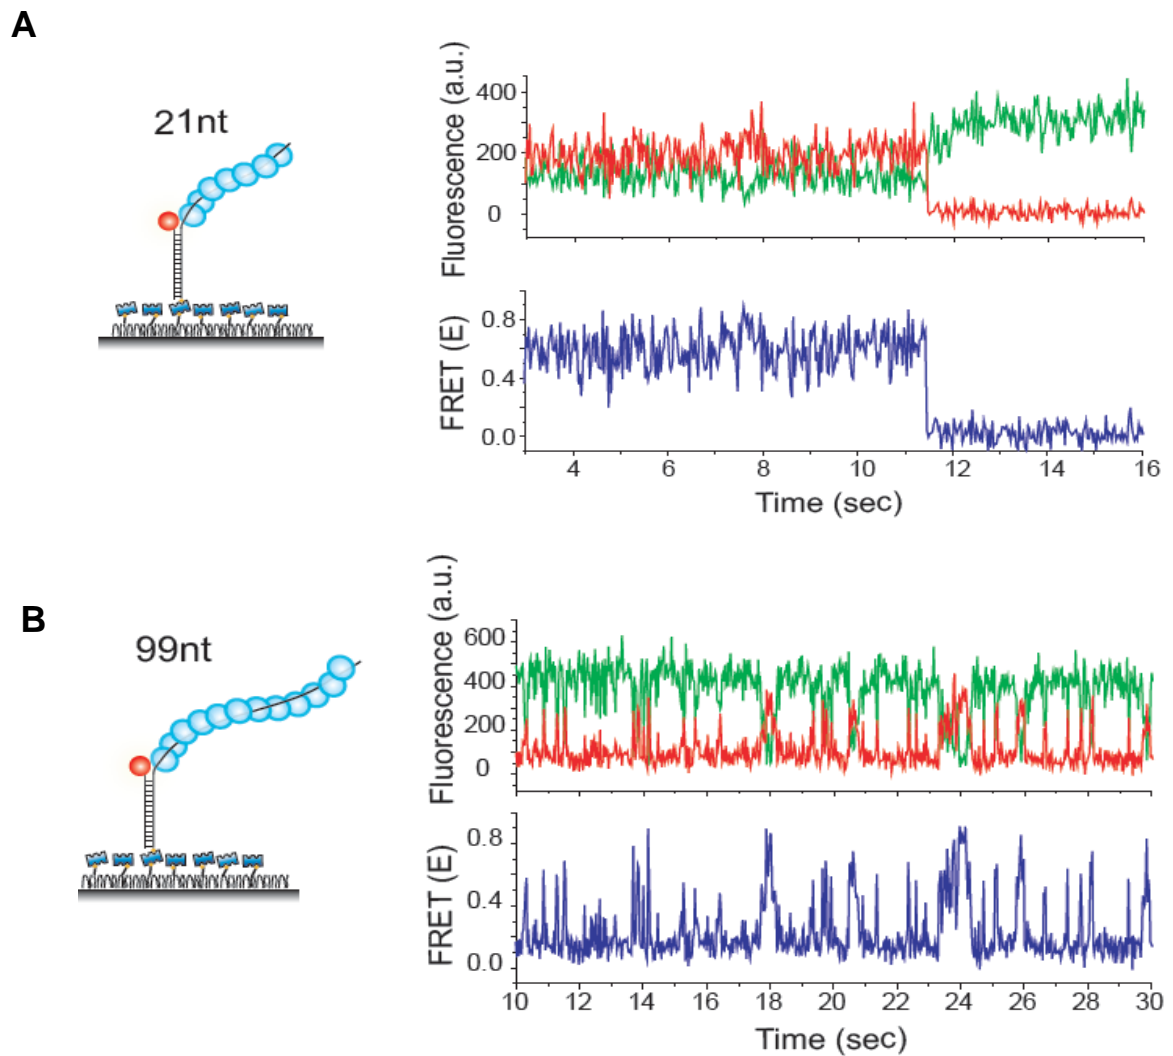 A
21nt
Fluorescence (a.u.)
400
200
0
FRET (E)
0.8
0.4
0.0
4 6 8 10 12 14 16
Time (sec)
B
99nt
Fluorescence (a.u.)
600
400
200
0
FRET (E)
0.8
0.4
0.0
10 12 14 16 18 20 22 24 26 28 30
Time (sec)